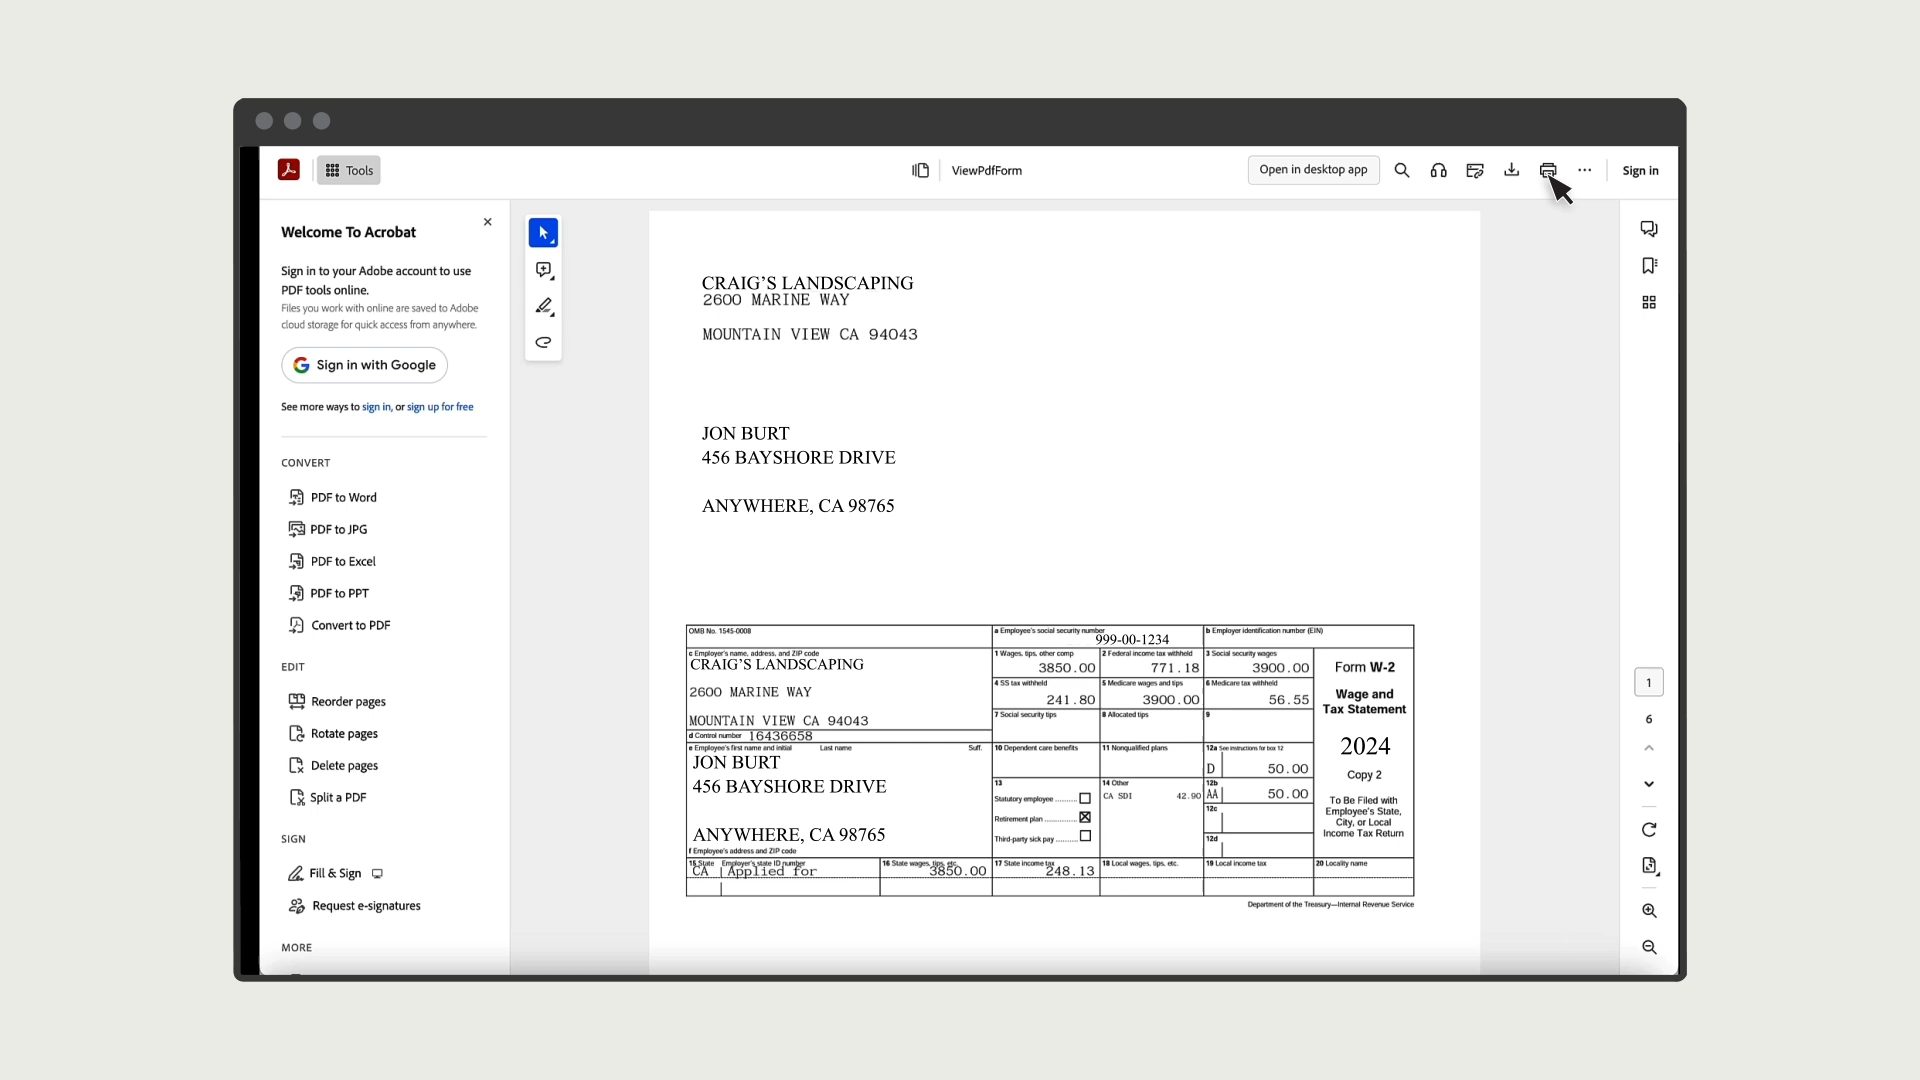 Tools
ViewPdfForm
Open in desktop app
Sign in
Welcome To Acrobat
Sign in to your Adobe account to use
PDF tools online.
Files you work with online are saved to Adobe
cloud storage for quick access from anywhere.
Sign in with Google
See more ways to sign in, or sign up for free
CONVERT
PDF to Word
PDF to JPG
PDF to Excel
PDF to PPT
Convert to PDF
EDIT
Reorder pages
Rotate pages
Delete pages
Split a PDF
SIGN
Fill & Sign
Request e-signatures
MORE
CRAIG'S LANDSCAPING
2600 MARINE WAY
MOUNTAIN VIEW CA 94043
JON BURT
456 BAYSHORE DRIVE
ANYWHERE, CA 98765
OMB No. 1545-0008
a Employee's social security number
999-00-1234
b Employer identification number (EIN)
c Employer's name, address, and ZIP code
CRAIG'S LANDSCAPING
2600 MARINE WAY
MOUNTAIN VIEW CA 94043
d Control number 16436658
1 Wages, tips, other comp
3850.00
2 Federal income tax withheld
771.18
3 Social security wages
3900.00
4 SS tax withheld
241.80
5 Medicare wages and tips
3900.00
6 Medicare tax withheld
56.55
7 Social security tips
8 Allocated tips
9
Form W-2
Wage and
Tax Statement
2024
Copy 2
To Be Filed with
Employee's State,
City, or Local
Income Tax Return
e Employee's first name and initial Last name Suff.
JON BURT
456 BAYSHORE DRIVE
ANYWHERE, CA 98765
f Employee's address and ZIP code
10 Dependent care benefits
11 Nonqualified plans
12a See instructions for box 12
D 50.00
13
Statutory employee
Retirement plan
Third-party sick pay
14 Other
CA SDI 42.90
12b
AA 50.00
12c
12d
15 State Employer's state ID number
CA Applied for
16 State wages, tips, etc.
3850.00
17 State income tax
248.13
18 Local wages, tips, etc.
19 Local income tax
20 Locality name
Department of the Treasury—Internal Revenue Service
1
6